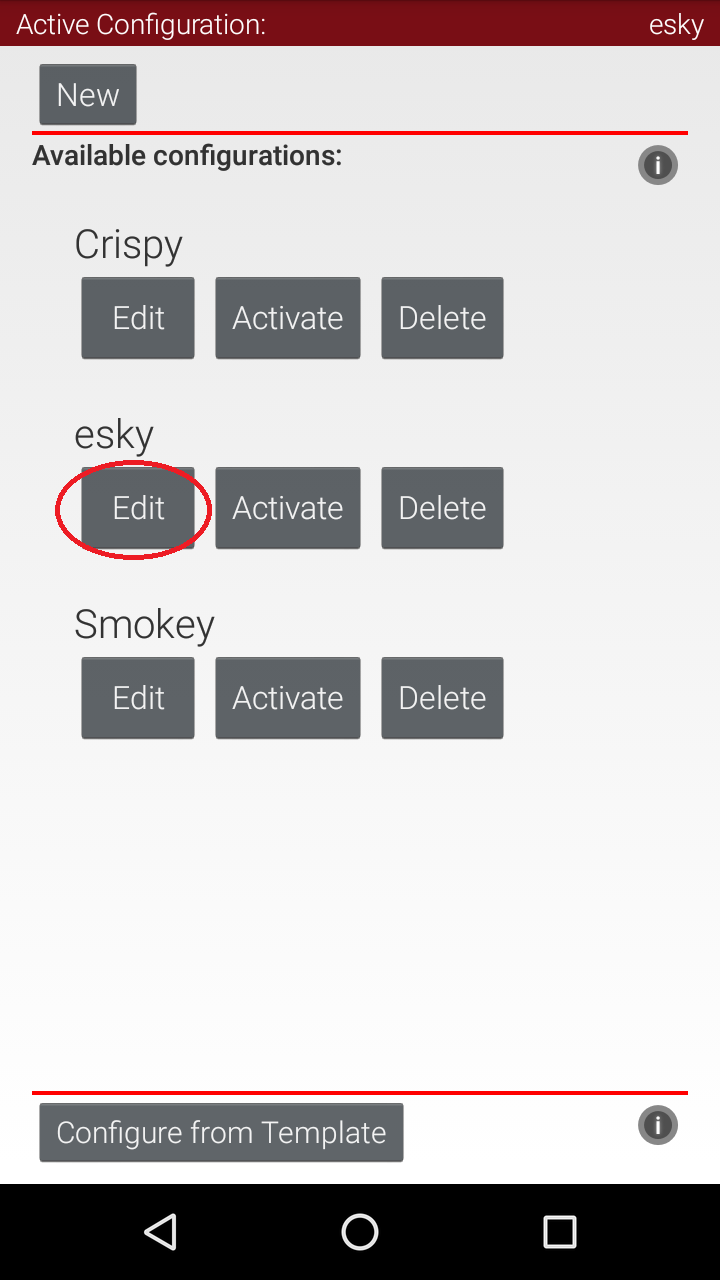 Active Configuration: esky
New
Available configurations:
Crispy
Edit Activate Delete
esky
Edit Activate Delete
Smokey
Edit Activate Delete
Configure from Template